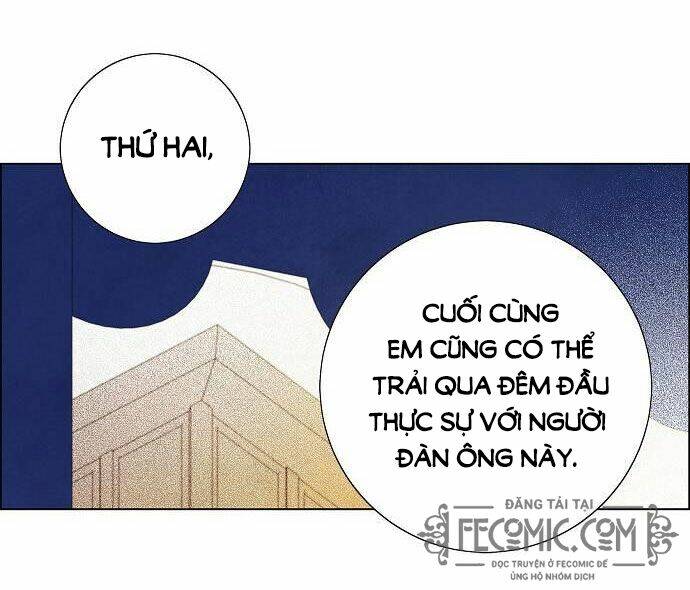 THỨ HAI,
CUỐI CÙNG
EM CŨNG CÓ THỂ
TRẢI QUA ĐÊM ĐẦU
THỰC SỰ VỚI NGƯỜI
ĐÀN ÔNG NÀY.
ĐĂNG TẢI TẠI
FECOMIC.COM
ĐỌC TRUYỆN Ở FECOMIC ĐỂ
ỦNG HỘ NHÓM DỊCH